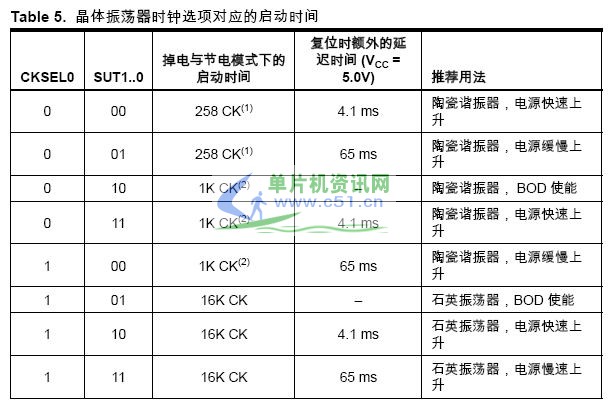 Table 5. 晶体振荡器时钟选项对应的启动时间
CKSEL0 SUT1..0 掉电与节电模式下的启动时间 复位时额外的延迟时间 (VCC = 5.0V) 推荐用法
0 00 258 CK(1) 4.1 ms 陶瓷谐振器，电源快速上升
0 01 258 CK(1) 65 ms 陶瓷谐振器，电源缓慢上升
0 10 1K CK(2) – 陶瓷谐振器， BOD 使能
0 11 1K CK(2) 4.1 ms 陶瓷谐振器，电源快速上升
1 00 1K CK(2) 65 ms 陶瓷谐振器，电源缓慢上升
1 01 16K CK – 石英振荡器，BOD 使能
1 10 16K CK 4.1 ms 石英振荡器，电源快速上升
1 11 16K CK 65 ms 石英振荡器，电源慢速上升
单片机资讯网
www.c51.cn